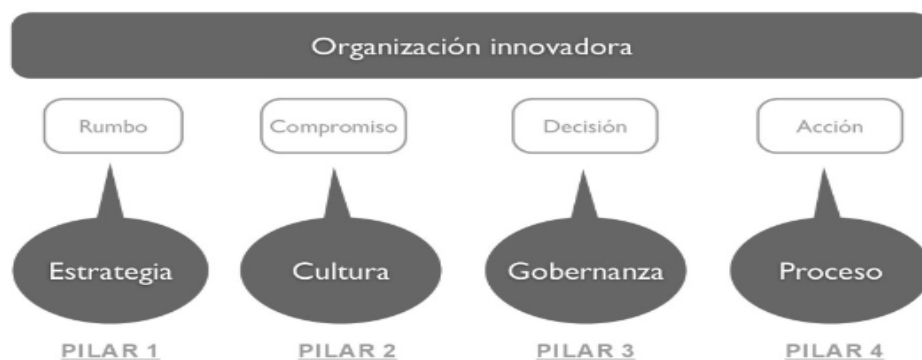 Organización innovadora
Rumbo Compromiso Decisión Acción
Estrategia Cultura Gobernanza Proceso
PILAR 1 PILAR 2 PILAR 3 PILAR 4